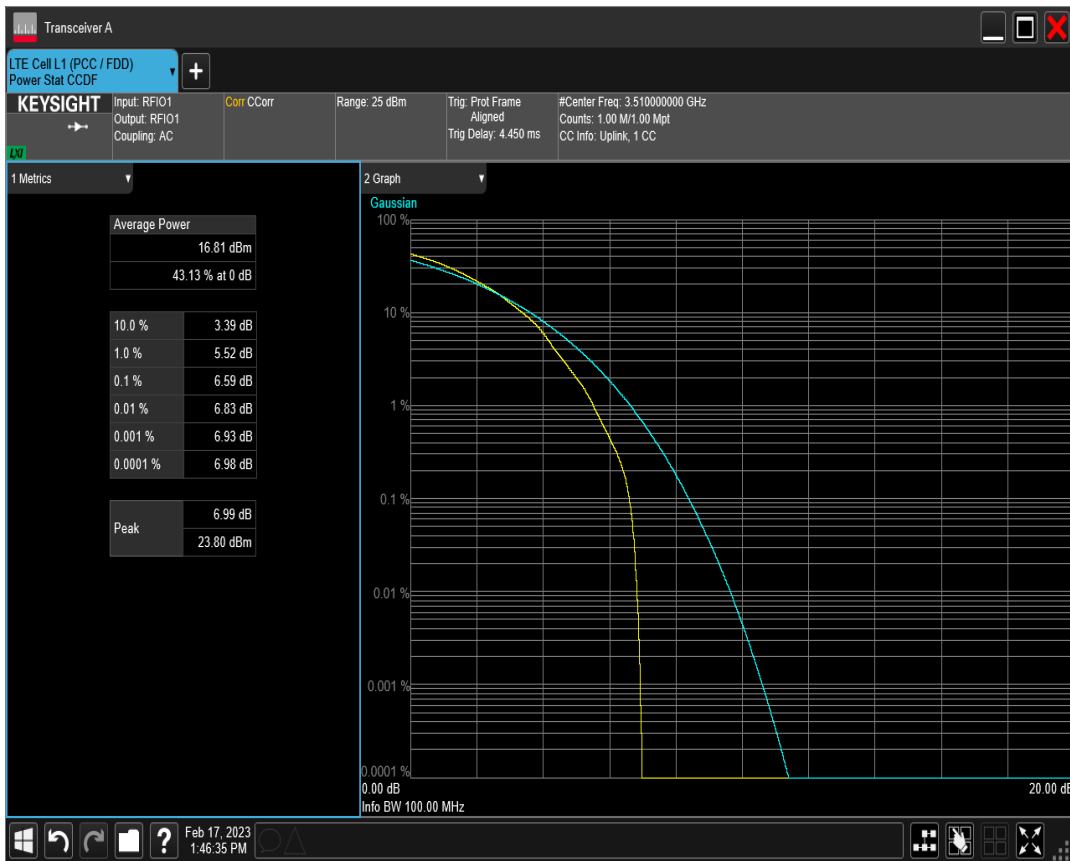 Transceiver A
LTE Cell L1 (PCC / FDD)
Power Stat CCDF
+
KEYSIGHT
LXI
Input: RFIO1
Output: RFIO1
Coupling: AC
Corr CCorr
Range: 25 dBm
Trig: Prot Frame
Aligned
Trig Delay: 4.450 ms
#Center Freq: 3.510000000 GHz
Counts: 1.00 M/1.00 Mpt
CC Info: Uplink, 1 CC
1 Metrics
Average Power
16.81 dBm
43.13 % at 0 dB
10.0 % 3.39 dB
1.0 % 5.52 dB
0.1 % 6.59 dB
0.01 % 6.83 dB
0.001 % 6.93 dB
0.0001 % 6.98 dB
Peak
6.99 dB
23.80 dBm
2 Graph
Gaussian
100 %
10 %
1 %
0.1 %
0.01 %
0.001 %
0.0001 %
0.00 dB
20.00 dB
Info BW 100.00 MHz
?
Feb 17, 2023
1:46:35 PM